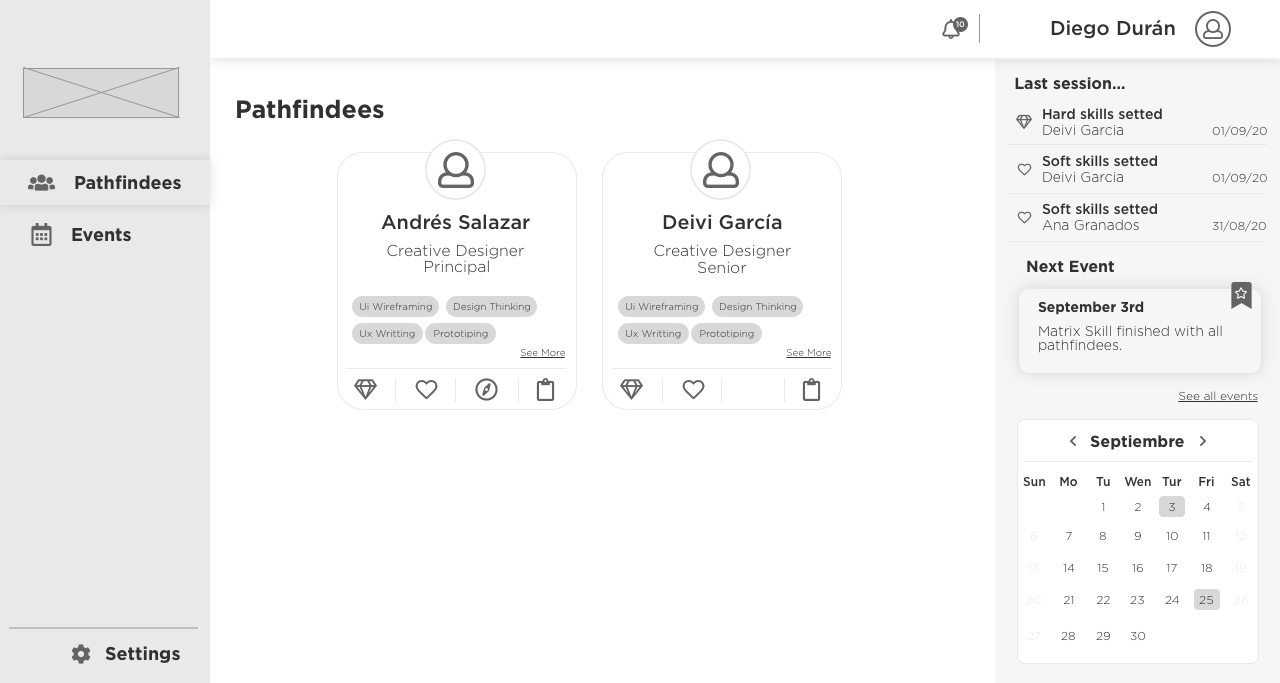 10
Diego Durán
Pathfindees
Events
Settings
Pathfindees
Andrés Salazar
Creative Designer
Principal
Ui Wireframing
Design Thinking
Ux Writting
Prototiping
See More
Deivi García
Creative Designer
Senior
Ui Wireframing
Design Thinking
Ux Writting
Prototiping
See More
Last session...
Hard skills setted
Deivi Garcia 01/09/20
Soft skills setted
Deivi Garcia 01/09/20
Soft skills setted
Ana Granados 31/08/20
Next Event
September 3rd
Matrix Skill finished with all
pathfindees.
See all events
Septiembre
Sun Mo Tu Wen Tur Fri Sat
1 2 3 4 5
6 7 8 9 10 11 12
13 14 15 16 17 18 19
20 21 22 23 24 25 26
27 28 29 30